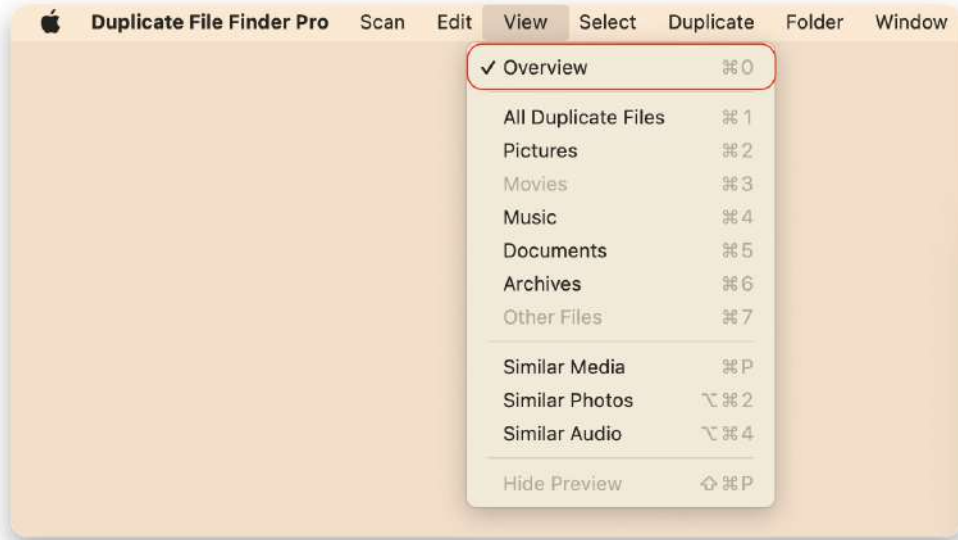 Duplicate File Finder Pro Scan Edit View Select Duplicate Folder Window
✓ Overview ⌘0
All Duplicate Files ⌘1
Pictures ⌘2
Movies ⌘3
Music ⌘4
Documents ⌘5
Archives ⌘6
Other Files ⌘7
Similar Media ⌘P
Similar Photos ⌥⌘2
Similar Audio ⌥⌘4
Hide Preview ⇧⌘P